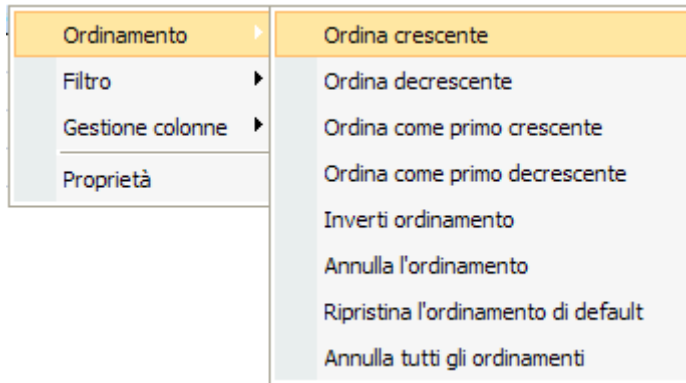 Ordinamento
Filtro
Gestione colonne
Proprietà
Ordina crescente
Ordina decrescente
Ordina come primo crescente
Ordina come primo decrescente
Inverti ordinamento
Annulla l'ordinamento
Ripristina l'ordinamento di default
Annulla tutti gli ordinamenti